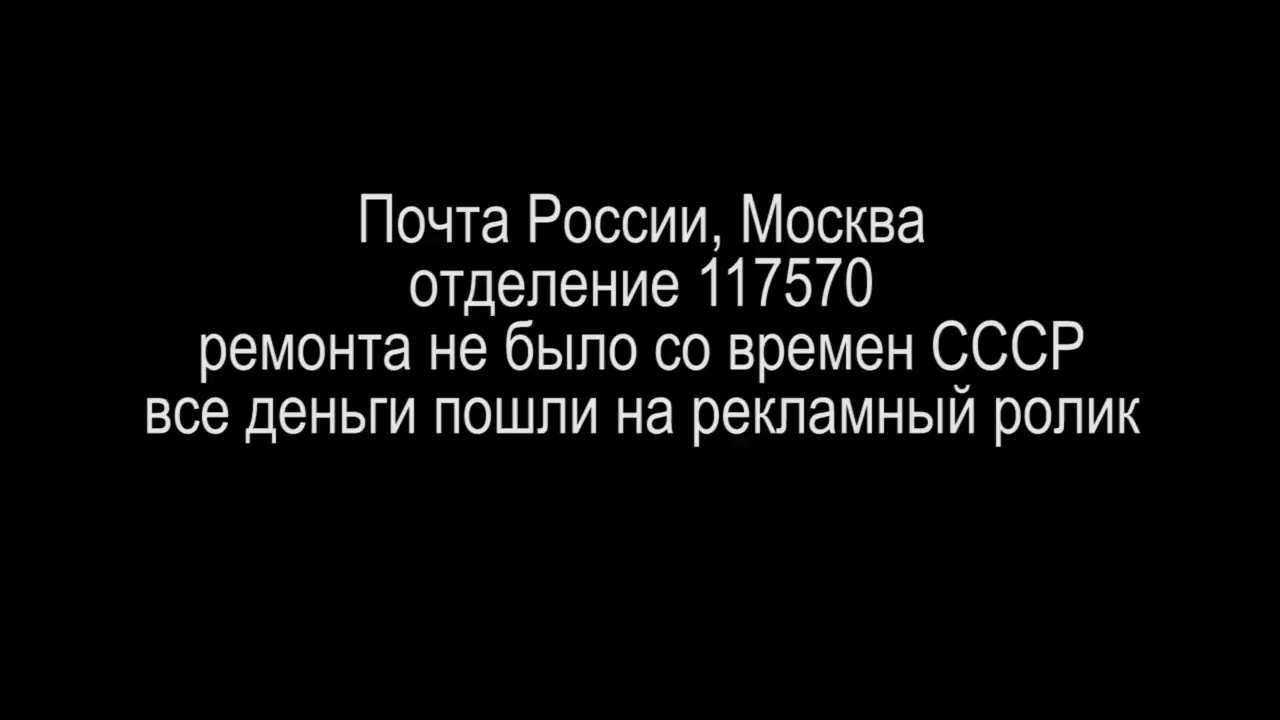 Почта России, Москва
отделение 117570
ремонта не было со времен СССР
все деньги пошли на рекламный ролик